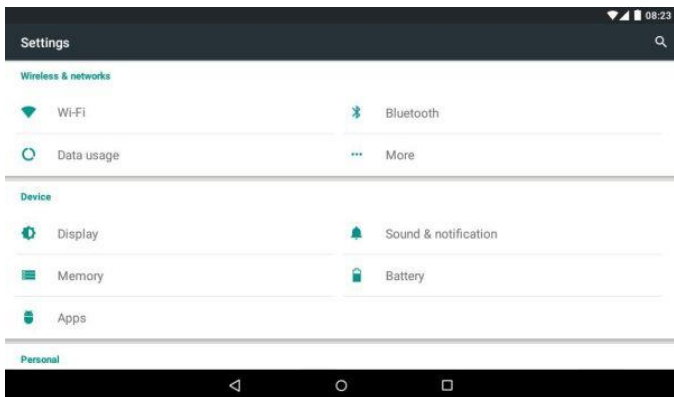 08:23
Settings
Wireless & networks
Wi-Fi
Bluetooth
Data usage
More
Device
Display
Sound & notification
Memory
Battery
Apps
Personal